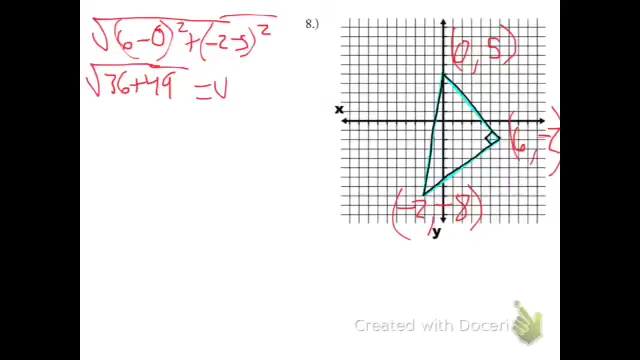 √(6-0)²+(-2-5)²
√36+49 =√
8.)
(0, 5)
x
(6, -2)
(-2, -8)
y
Created with Doceri